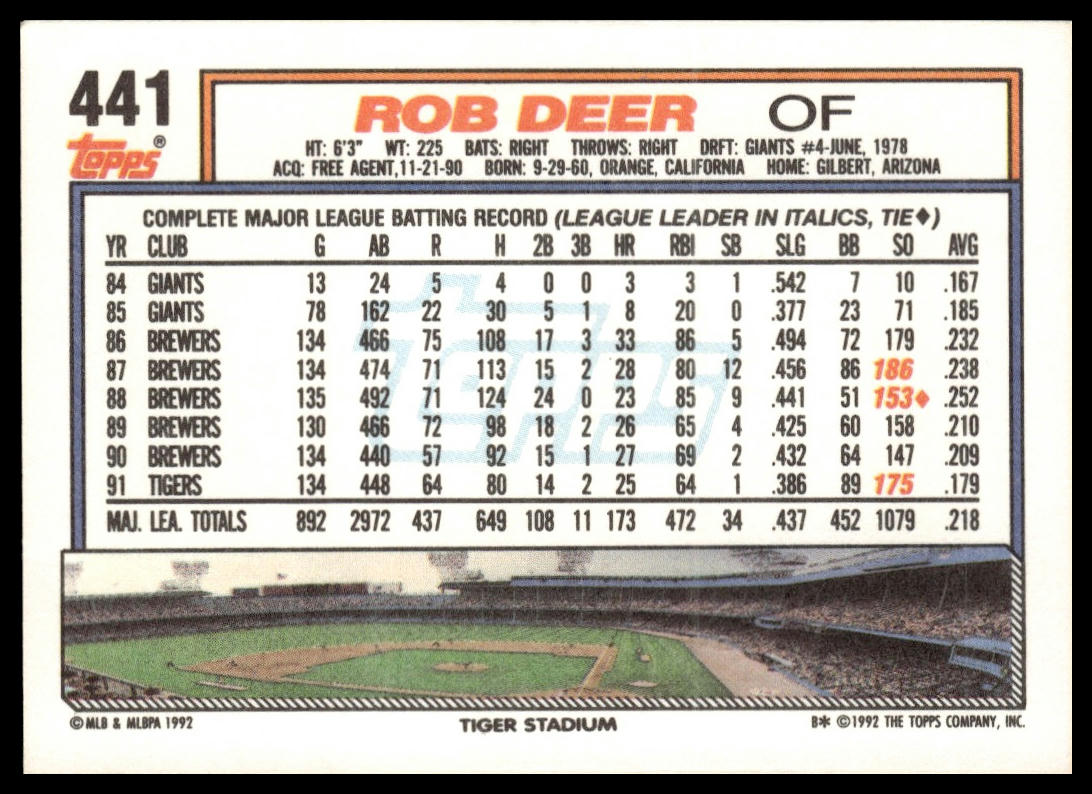 441 ROB DEER OF
topps®
HT: 6'3" WT: 225 BATS: RIGHT THROWS: RIGHT DRFT: GIANTS #4-JUNE, 1978
ACQ: FREE AGENT,11-21-90 BORN: 9-29-60, ORANGE, CALIFORNIA HOME: GILBERT, ARIZONA
COMPLETE MAJOR LEAGUE BATTING RECORD (LEAGUE LEADER IN ITALICS, TIE♦)
YR CLUB G AB R H 2B 3B HR RBI SB SLG BB SO AVG
84 GIANTS 13 24 5 4 0 0 3 3 1 .542 7 10 .167
85 GIANTS 78 162 22 30 5 1 8 20 0 .377 23 71 .185
86 BREWERS 134 466 75 108 17 3 33 86 5 .494 72 179 .232
87 BREWERS 134 474 71 113 15 2 28 80 12 .456 86 186 .238
88 BREWERS 135 492 71 124 24 0 23 85 9 .441 51 153♦ .252
89 BREWERS 130 466 72 98 18 2 26 65 4 .425 60 158 .210
90 BREWERS 134 440 57 92 15 1 27 69 2 .432 64 147 .209
91 TIGERS 134 448 64 80 14 2 25 64 1 .386 89 175 .179
MAJ. LEA. TOTALS 892 2972 437 649 108 11 173 472 34 .437 452 1079 .218
topps
© MLB & MLBPA 1992 TIGER STADIUM B* © 1992 THE TOPPS COMPANY, INC.